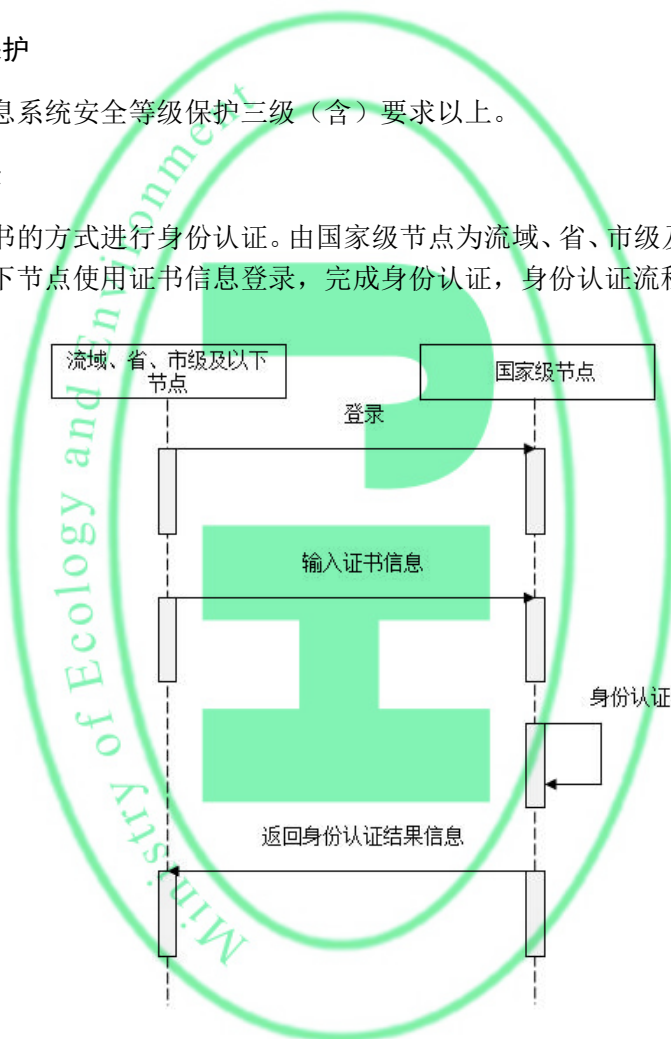 护
息系统安全等级保护三级（含）要求以上。
书的方式进行身份认证。由国家级节点为流域、省、市级及
下节点使用证书信息登录，完成身份认证，身份认证流
流域、省、市级及以下
节点
国家级节点
登录
输入证书信息
身份认证
返回身份认证结果信息
Ministry of Ecology and Environment